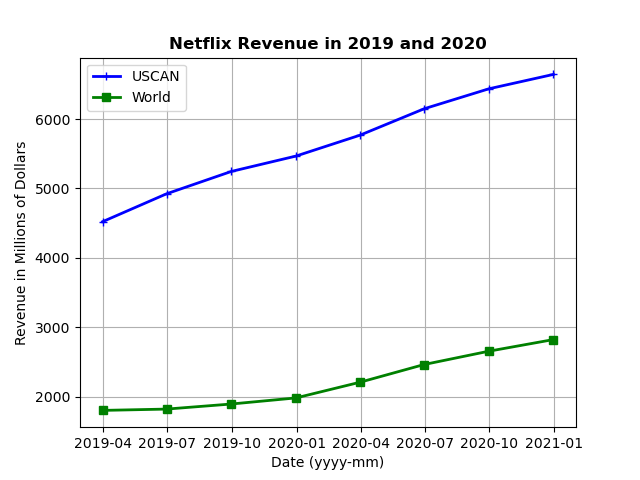 Netflix Revenue in 2019 and 2020
USCAN
World
Revenue in Millions of Dollars
6000
5000
4000
3000
2000
2019-04 2019-07 2019-10 2020-01 2020-04 2020-07 2020-10 2021-01
Date (yyyy-mm)